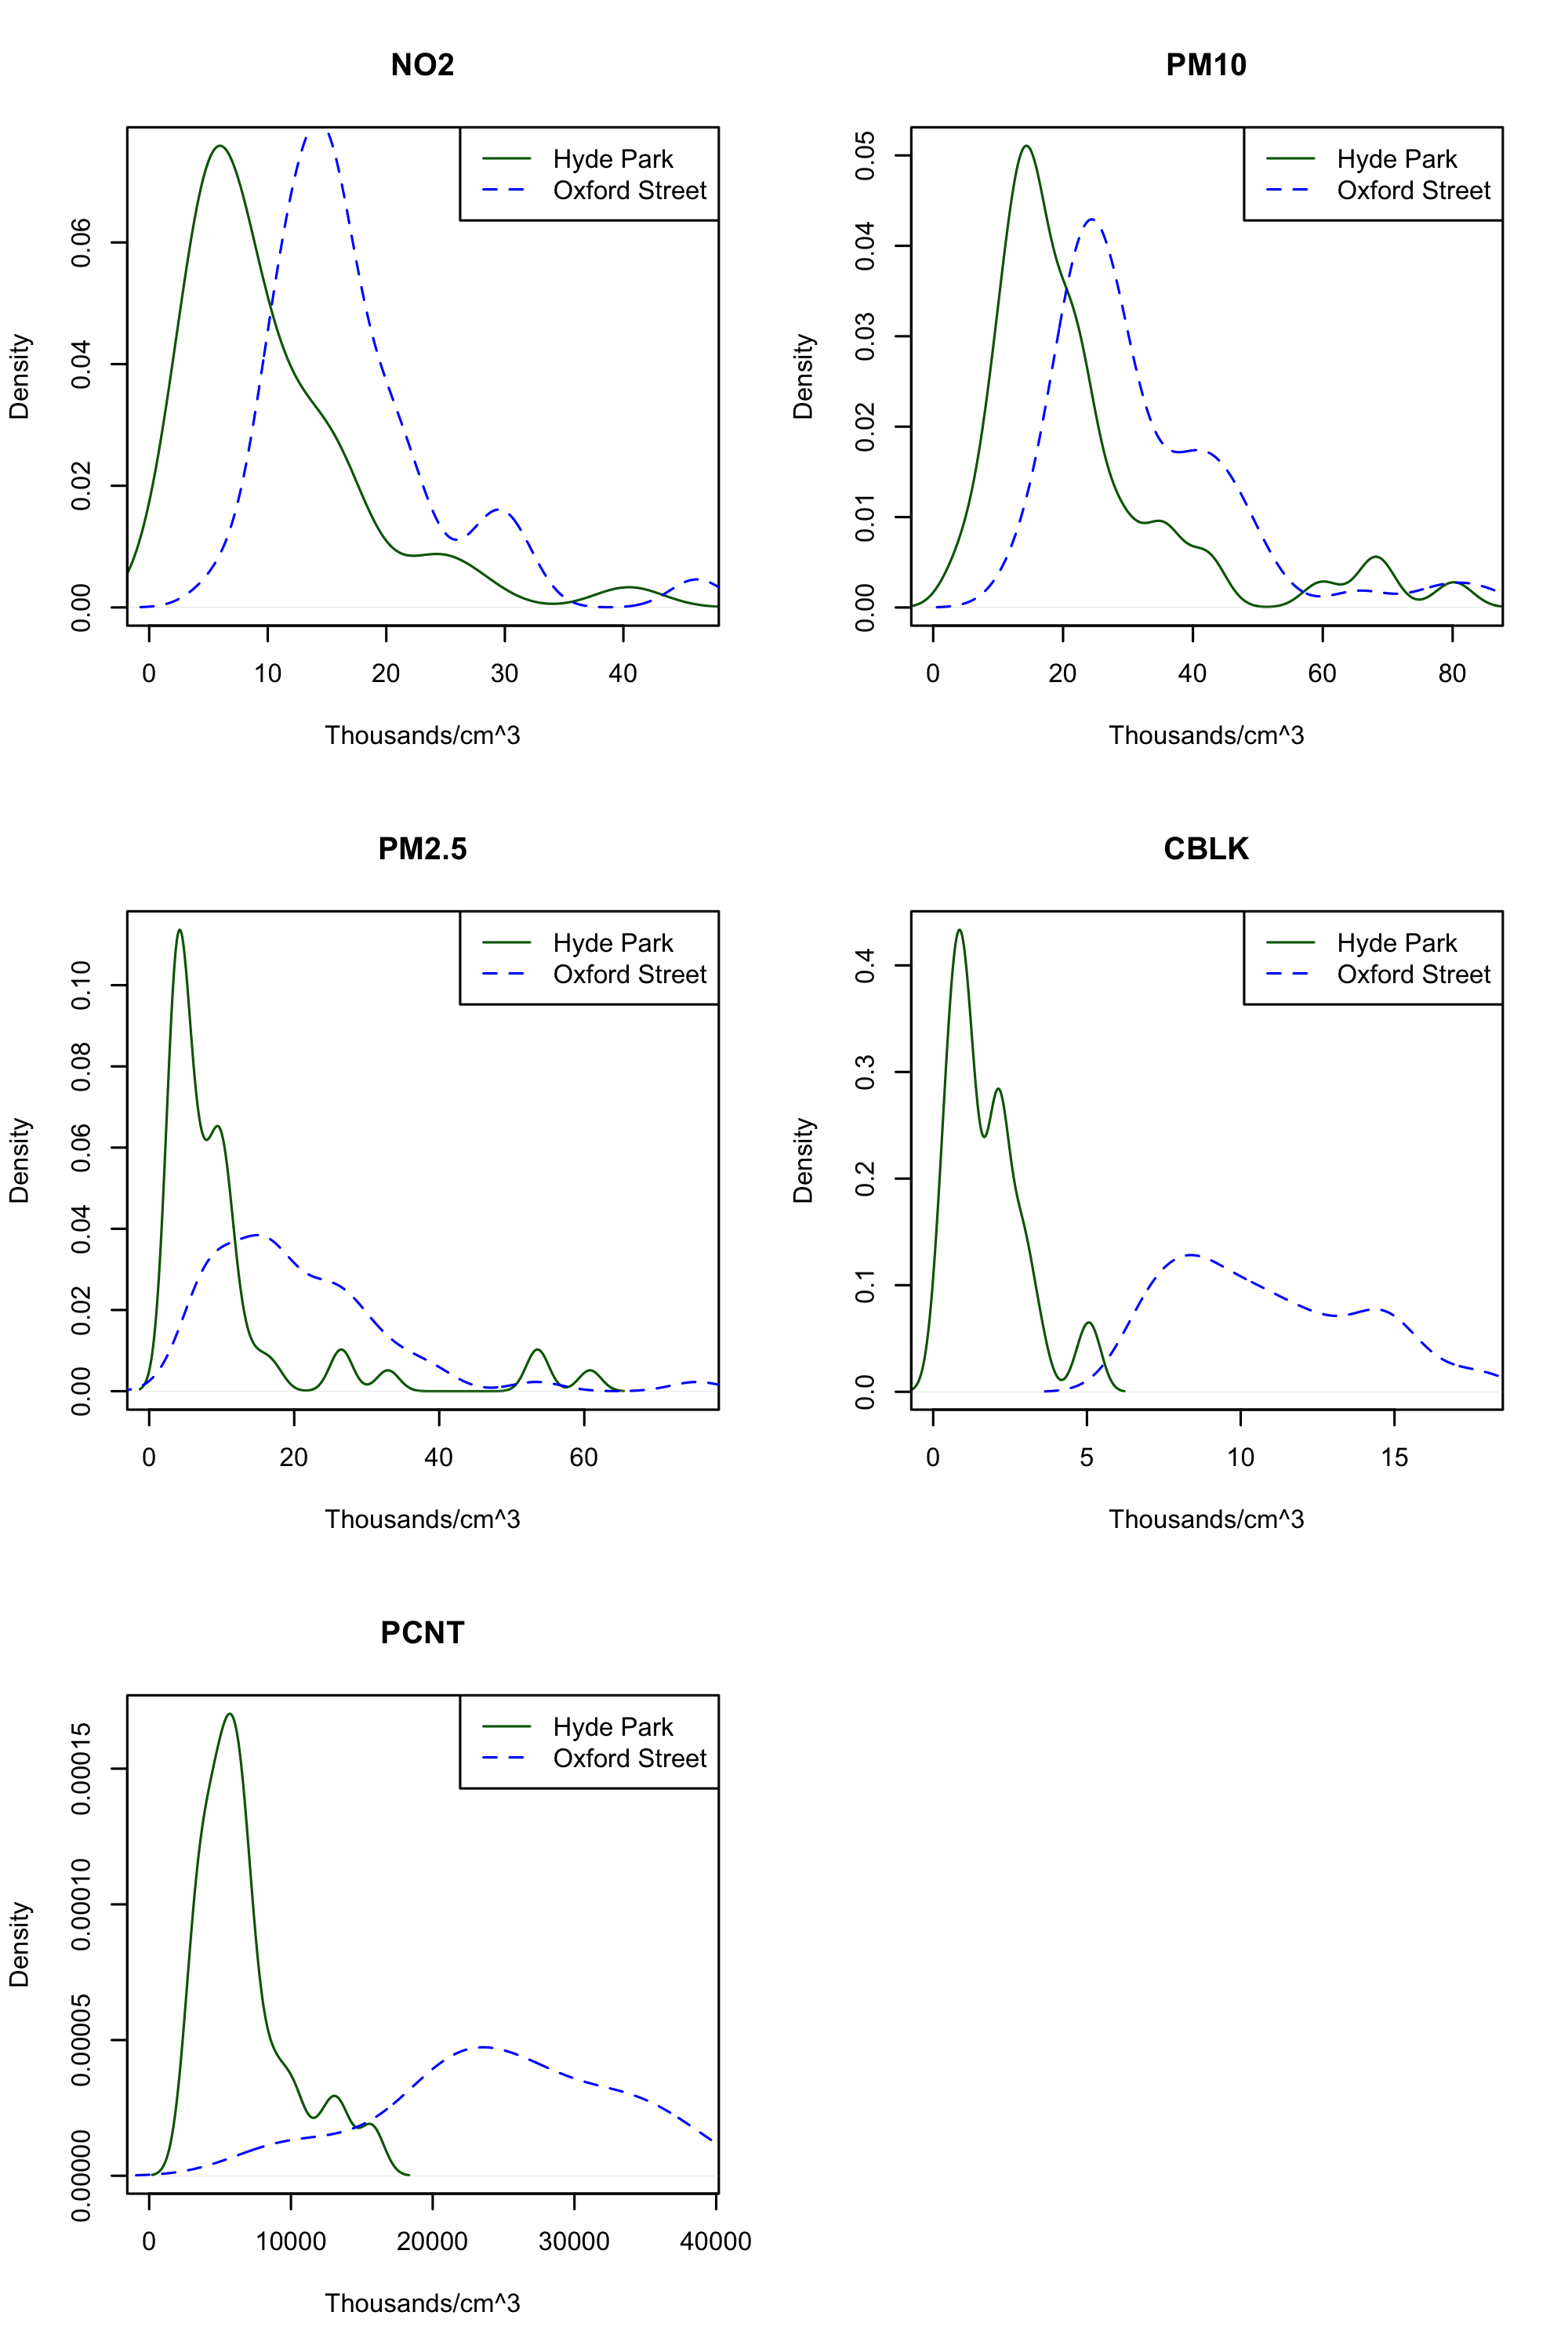 NO2
Hyde Park
Oxford Street
Density
0.00
0.02
0.04
0.06
0 10 20 30 40
Thousands/cm^3
PM10
Hyde Park
Oxford Street
Density
0.00
0.01
0.02
0.03
0.04
0.05
0 20 40 60 80
Thousands/cm^3
PM2.5
Hyde Park
Oxford Street
Density
0.00
0.02
0.04
0.06
0.08
0.10
0 20 40 60
Thousands/cm^3
CBLK
Hyde Park
Oxford Street
Density
0.0
0.1
0.2
0.3
0.4
0 5 10 15
Thousands/cm^3
PCNT
Hyde Park
Oxford Street
Density
0.00000
0.00005
0.00010
0.00015
0 10000 20000 30000 40000
Thousands/cm^3